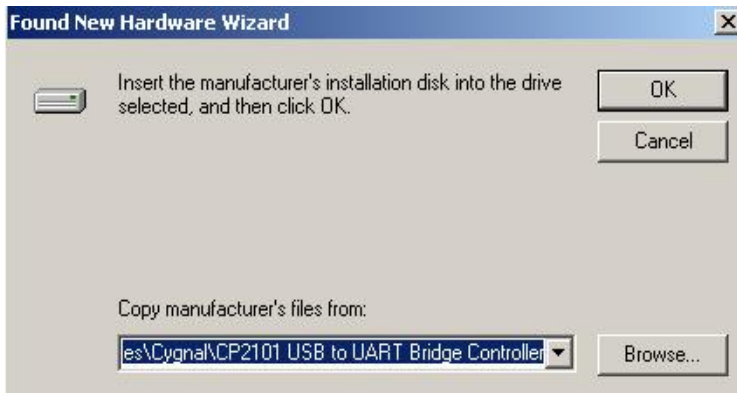 Found New Hardware Wizard
Insert the manufacturer's installation disk into the drive
selected, and then click OK.
OK
Cancel
Copy manufacturer's files from:
es\Cygnal\CP2101 USB to UART Bridge Controller
Browse...